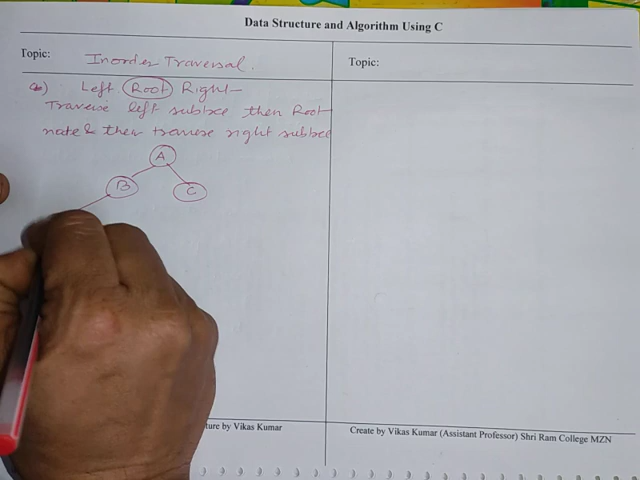 Data Structure and Algorithm Using C
Topic: Inorder Traversal.
Left Root Right
Traverse left subtree then Root
node & then traverse right subtree
A
B
C
Topic:
ture by Vikas Kumar
Create by Vikas Kumar (Assistant Professor) Shri Ram College MZN